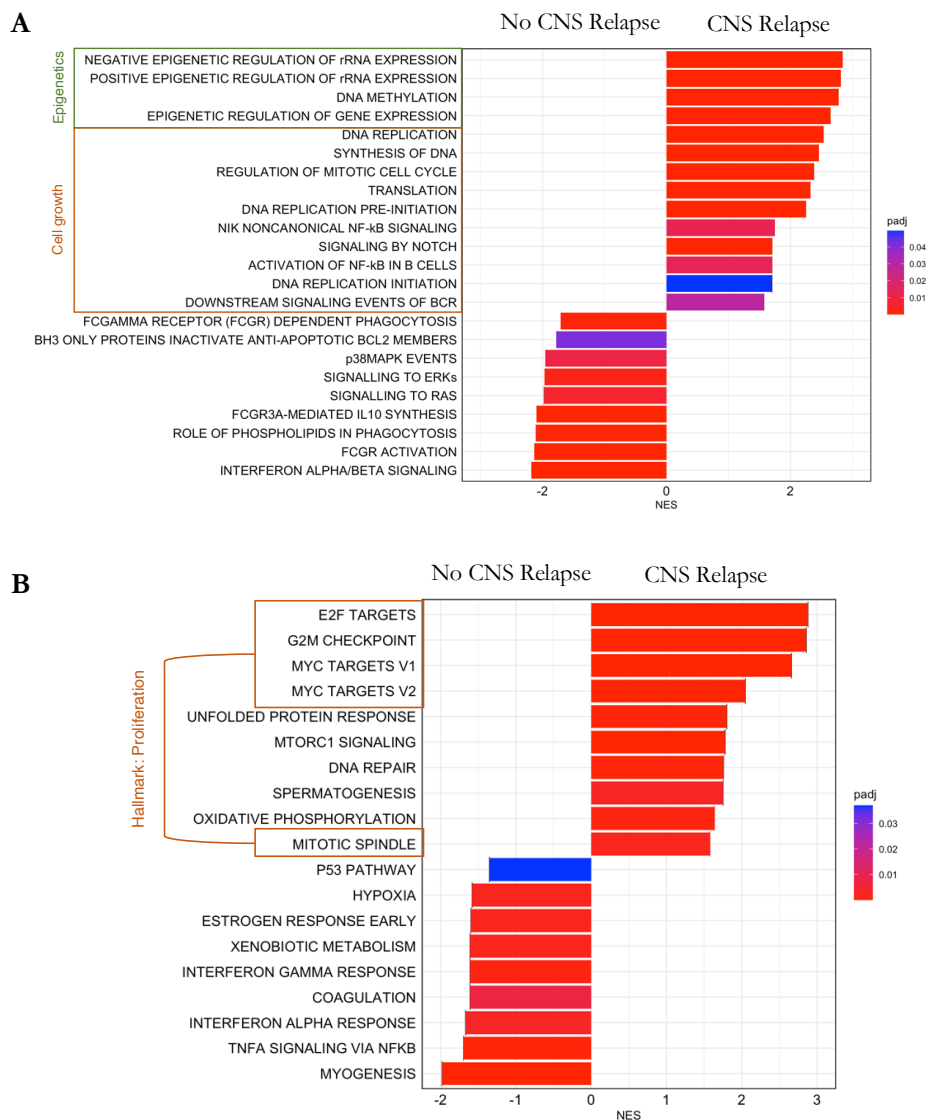 A
No CNS Relapse
CNS Relapse
Epigenetics
NEGATIVE EPIGENETIC REGULATION OF rRNA EXPRESSION
POSITIVE EPIGENETIC REGULATION OF rRNA EXPRESSION
DNA METHYLATION
EPIGENETIC REGULATION OF GENE EXPRESSION
Cell growth
DNA REPLICATION
SYNTHESIS OF DNA
REGULATION OF MITOTIC CELL CYCLE
TRANSLATION
DNA REPLICATION PRE-INITIATION
NIK NONCANONICAL NF-kB SIGNALING
SIGNALING BY NOTCH
ACTIVATION OF NF-kB IN B CELLS
DNA REPLICATION INITIATION
DOWNSTREAM SIGNALING EVENTS OF BCR
FCGAMMA RECEPTOR (FCGR) DEPENDENT PHAGOCYTOSIS
BH3 ONLY PROTEINS INACTIVATE ANTI-APOPTOTIC BCL2 MEMBERS
p38MAPK EVENTS
SIGNALLING TO ERKs
SIGNALLING TO RAS
FCGR3A-MEDIATED IL10 SYNTHESIS
ROLE OF PHOSPHOLIPIDS IN PHAGOCYTOSIS
FCGR ACTIVATION
INTERFERON ALPHA/BETA SIGNALING
-2 0 2
NES
padj
0.04
0.03
0.02
0.01
B
No CNS Relapse
CNS Relapse
Hallmark: Proliferation
E2F TARGETS
G2M CHECKPOINT
MYC TARGETS V1
MYC TARGETS V2
UNFOLDED PROTEIN RESPONSE
MTORC1 SIGNALING
DNA REPAIR
SPERMATOGENESIS
OXIDATIVE PHOSPHORYLATION
MITOTIC SPINDLE
P53 PATHWAY
HYPOXIA
ESTROGEN RESPONSE EARLY
XENOBIOTIC METABOLISM
INTERFERON GAMMA RESPONSE
COAGULATION
INTERFERON ALPHA RESPONSE
TNFA SIGNALING VIA NFKB
MYOGENESIS
-2 -1 0 1 2 3
NES
padj
0.03
0.02
0.01